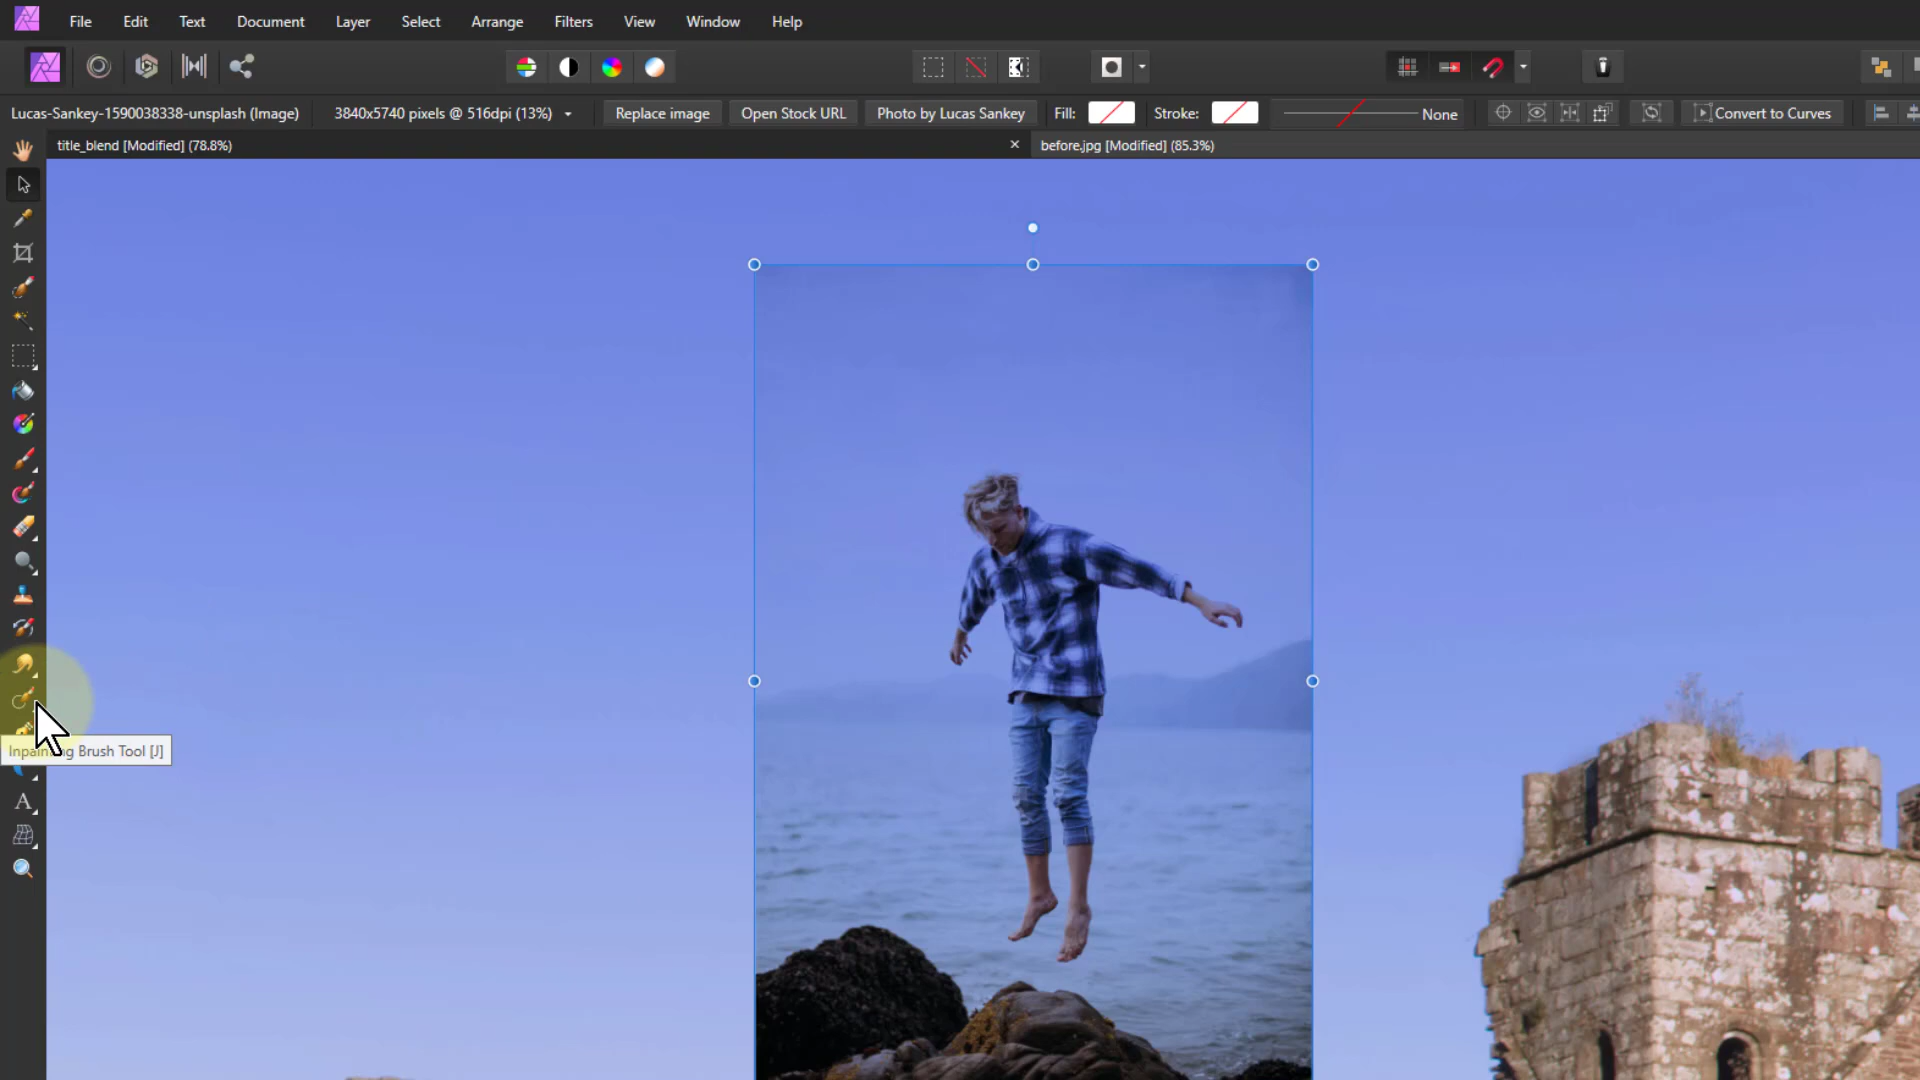 File Edit Text Document Layer Select Arrange Filters View Window Help
Lucas-Sankey-1590038338-unsplash (Image) 3840x5740 pixels @ 516dpi (13%) Replace image Open Stock URL Photo by Lucas Sankey Fill: Stroke: None Convert to Curves
title_blend [Modified] (78.8%) × before.jpg [Modified] (85.3%)
Inpainting Brush Tool [J]
A